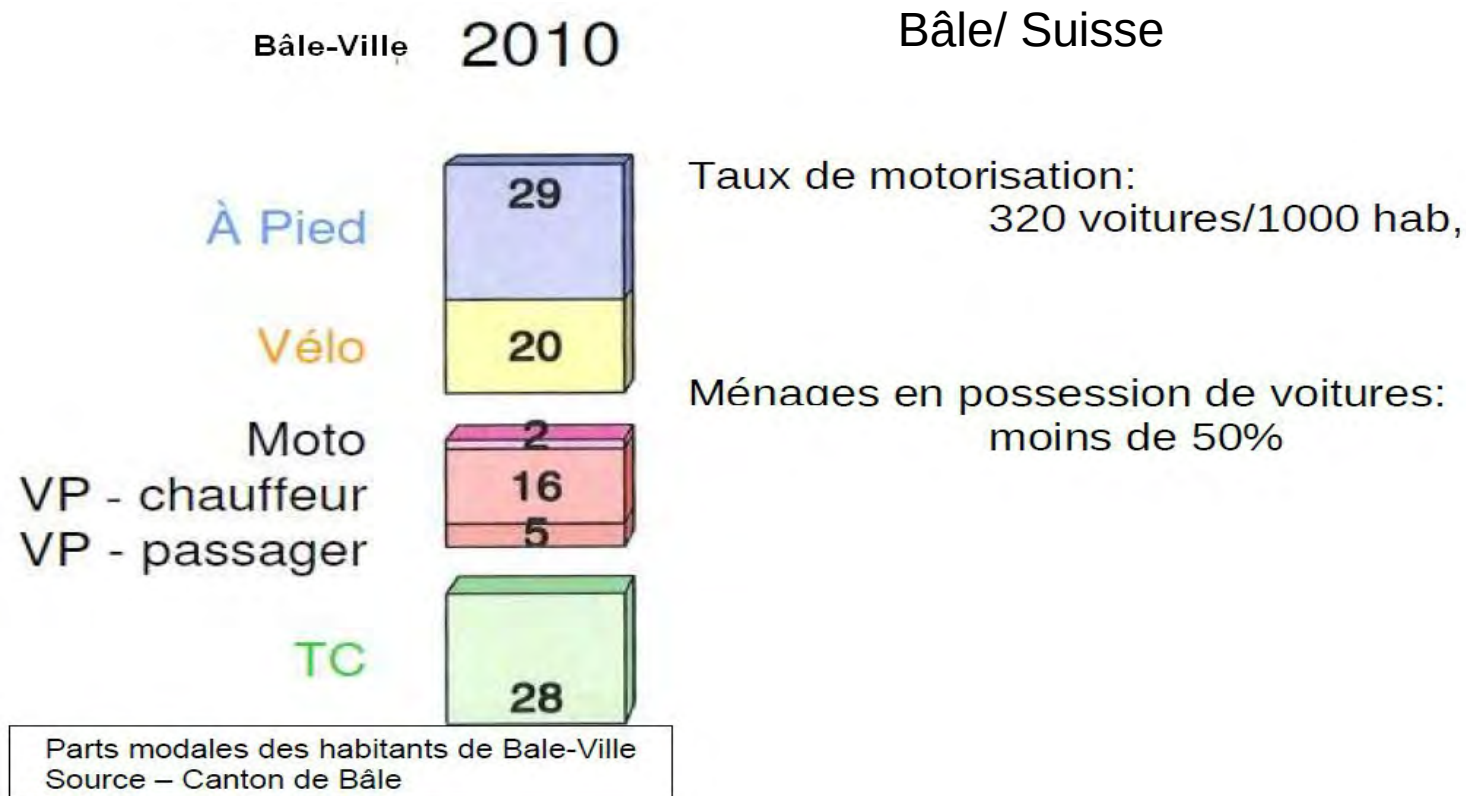 Bâle-Ville 2010
Bâle/ Suisse
À Pied
29
Vélo
20
Moto
2
VP - chauffeur
16
VP - passager
5
TC
28
Taux de motorisation:
320 voitures/1000 hab,
Ménages en possession de voitures:
moins de 50%
Parts modales des habitants de Bale-Ville
Source – Canton de Bâle